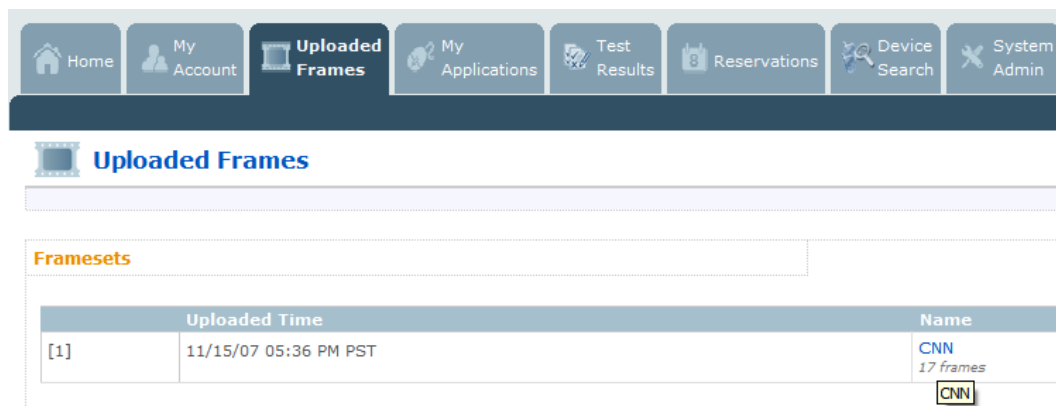 Home
My Account
Uploaded Frames
My Applications
Test Results
8 Reservations
Device Search
System Admin
Uploaded Frames
Framesets
Uploaded Time Name
[1] 11/15/07 05:36 PM PST CNN
17 frames
CNN